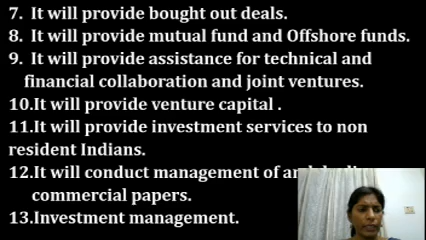 7. It will provide bought out deals.
8. It will provide mutual fund and Offshore funds.
9. It will provide assistance for technical and
financial collaboration and joint ventures.
10.It will provide venture capital .
11.It will provide investment services to non
resident Indians.
12.It will conduct management of and
commercial papers.
13.Investment management.